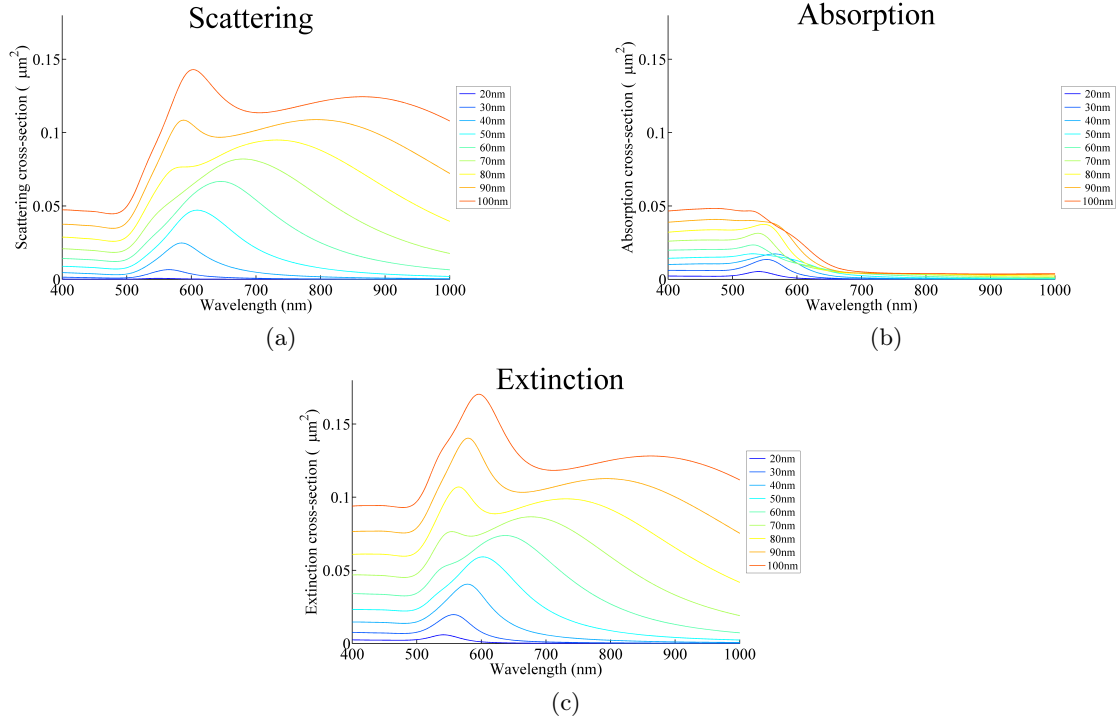 Scattering
Scattering cross-section ( μm²)
0.15
0.1
0.05
0
400 500 600 700 800 900 1000
Wavelength (nm)
20nm
30nm
40nm
50nm
60nm
70nm
80nm
90nm
100nm
(a)
Absorption
Absorption cross-section ( μm²)
0.15
0.1
0.05
0
400 500 600 700 800 900 1000
Wavelength (nm)
20nm
30nm
40nm
50nm
60nm
70nm
80nm
90nm
100nm
(b)
Extinction
Extinction cross-section ( μm²)
0.15
0.1
0.05
0
400 500 600 700 800 900 1000
Wavelength (nm)
20nm
30nm
40nm
50nm
60nm
70nm
80nm
90nm
100nm
(c)